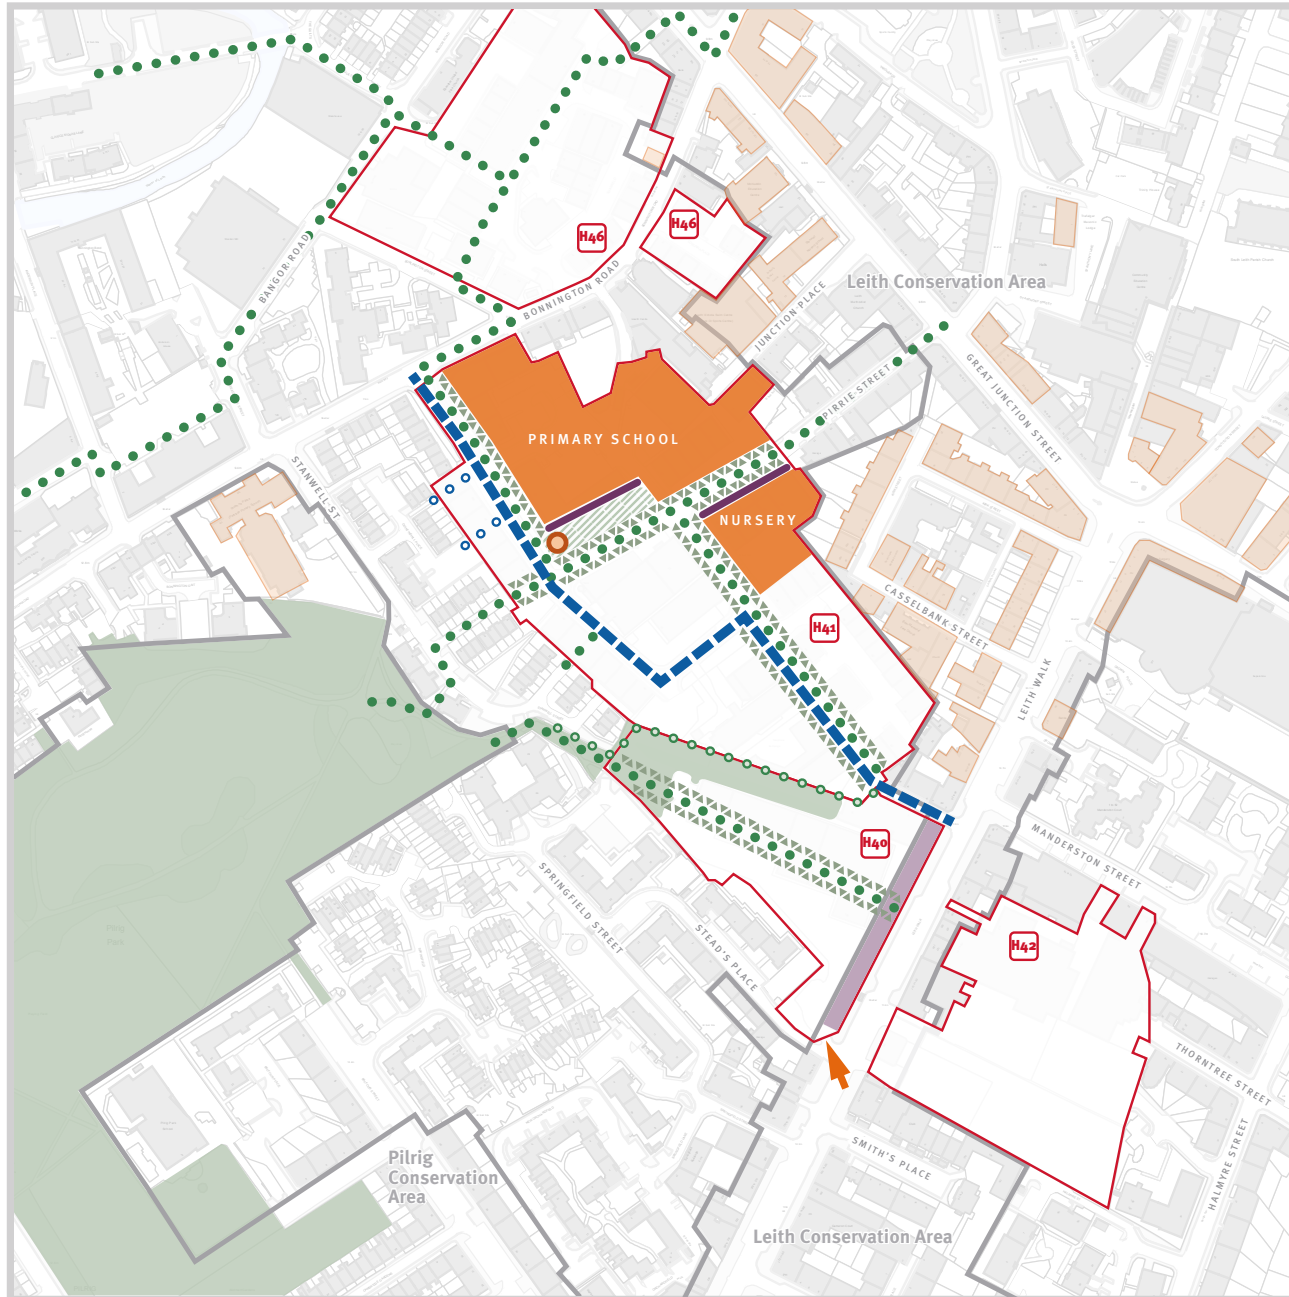 H46
H46
BANGOR ROAD
BONNINGTON ROAD
Leith Conservation Area
JUNCTION PLACE
PIRRIE STREET
GREAT JUNCTION STREET
PRIMARY SCHOOL
STANWELL ST
NURSERY
CASSELBANK STREET
H41
LEITH WALK
H40
MANDERSTON STREET
SPRINGFIELD STREET
STEAD'S PLACE
H42
THORNTREE STREET
SMITH'S PLACE
HALMYRE STREET
Pilrig
Conservation
Area
Leith Conservation Area